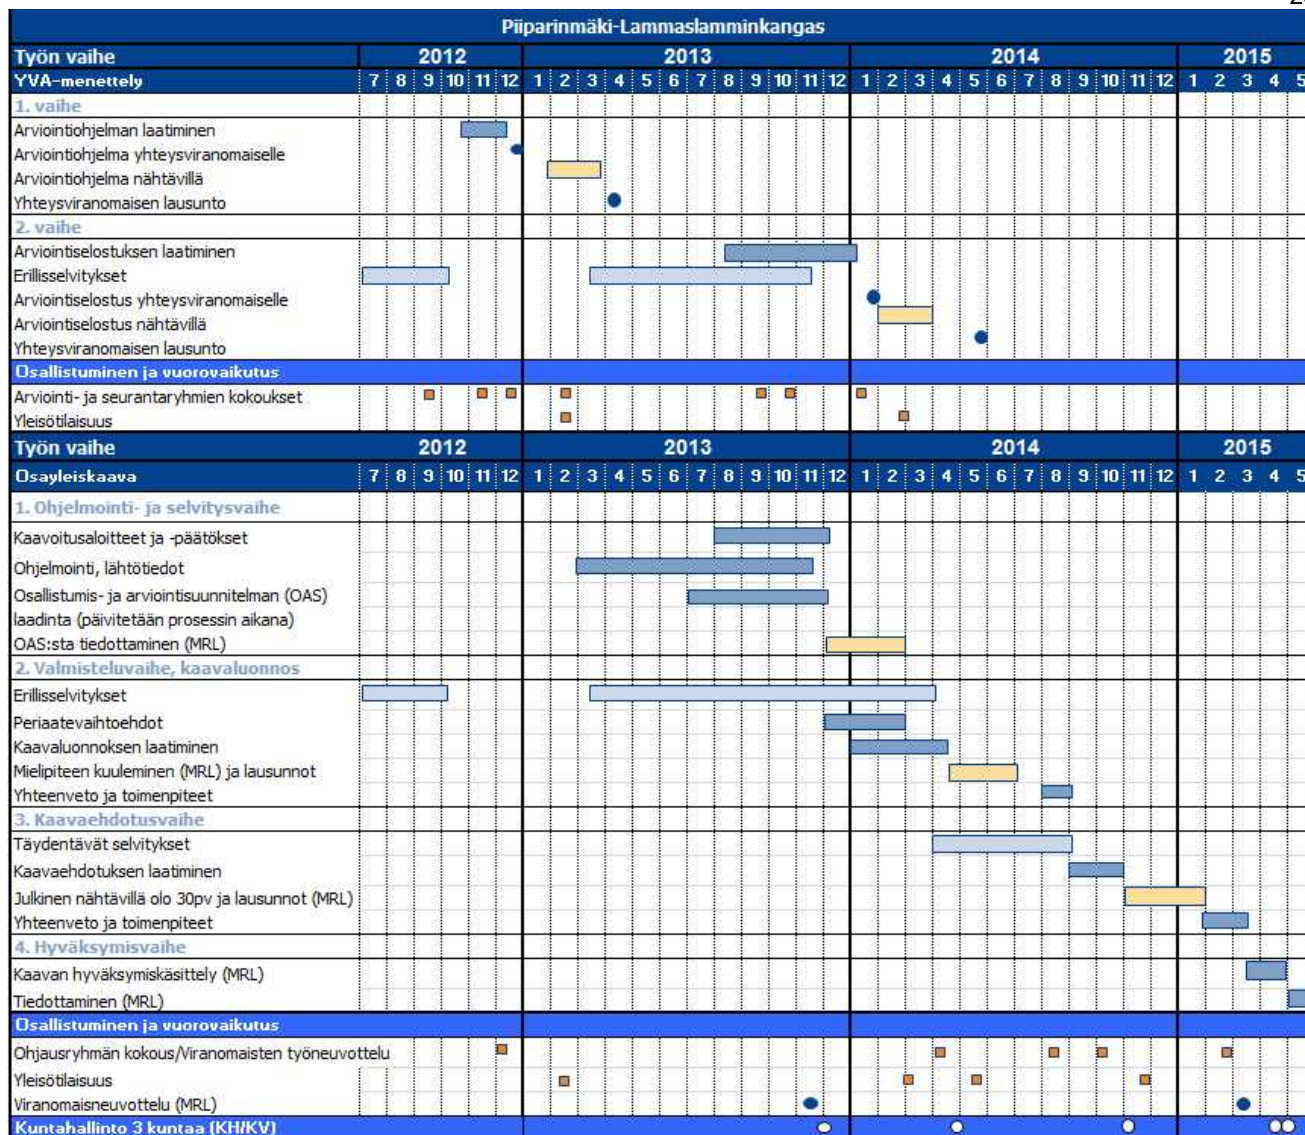 Piiparinmäki-Lammaslamminkangas
Työn vaihe 2012 2013 2014 2015
YVA-menettely 7 8 9 10 11 12 1 2 3 4 5 6 7 8 9 10 11 12 1 2 3 4 5 6 7 8 9 10 11 12 1 2 3 4 5
1. vaihe
Arviointiohjelman laatiminen
Arviointiohjelma yhteysviranomaiselle
Arviointiohjelma nähtävillä
Yhteysviranomaisen lausunto
2. vaihe
Arviointiselostuksen laatiminen
Erillisselvitykset
Arviointiselostus yhteysviranomaiselle
Arviointiselostus nähtävillä
Yhteysviranomaisen lausunto
Osallistuminen ja vuorovaikutus
Arviointi- ja seurantaryhmien kokoukset
Yleisötilaisuus
Työn vaihe 2012 2013 2014 2015
Osayleiskaava 7 8 9 10 11 12 1 2 3 4 5 6 7 8 9 10 11 12 1 2 3 4 5 6 7 8 9 10 11 12 1 2 3 4 5
1. Ohjelmointi- ja selvitysvaihe
Kaavoitusaloitteet ja -päätökset
Ohjelmointi, lähtötiedot
Osallistumis- ja arviointisuunnitelman (OAS)
laadinta (päivitetään prosessin aikana)
OAS:sta tiedottaminen (MRL)
2. Valmisteluvaihe, kaavaluonnos
Erillisselvitykset
Periaatevaihtoehdot
Kaavaluonnoksen laatiminen
Mielipiteen kuuleminen (MRL) ja lausunnot
Yhteenveto ja toimenpiteet
3. Kaavaehdotusvaihe
Täydentävät selvitykset
Kaavaehdotuksen laatiminen
Julkinen nähtävillä olo 30pv ja lausunnot (MRL)
Yhteenveto ja toimenpiteet
4. Hyväksymisvaihe
Kaavan hyväksymiskäsittely (MRL)
Tiedottaminen (MRL)
Osallistuminen ja vuorovaikutus
Ohjausryhmän kokous/Viranomaisten työneuvottelu
Yleisötilaisuus
Viranomaisneuvottelu (MRL)
Kuntahallinto 3 kuntaa (KH/KV)